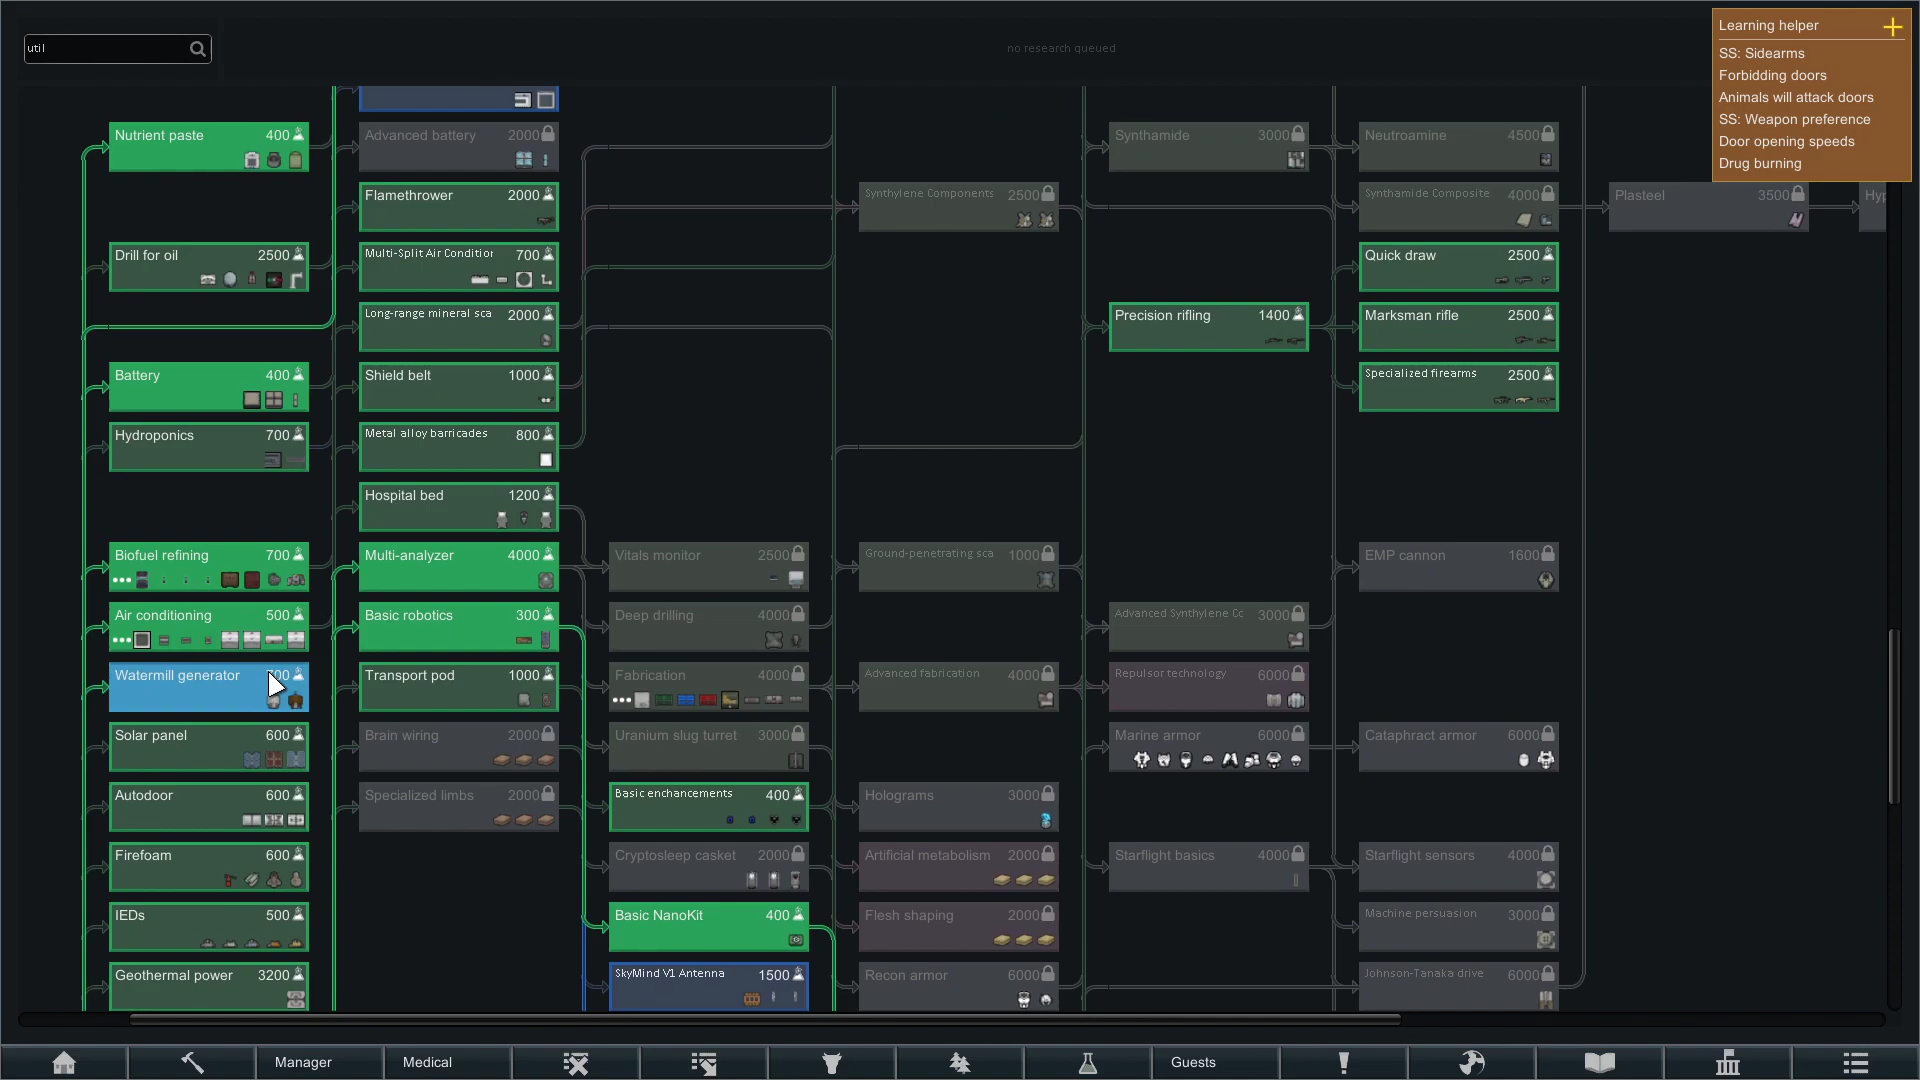 util
no research queued
Learning helper
SS: Sidearms
Forbidding doors
Animals will attack doors
SS: Weapon preference
Door opening speeds
Drug burning
Nutrient paste 400
Drill for oil 2500
Battery 400
Hydroponics 700
Biofuel refining 700
Air conditioning 500
Watermill generator
Solar panel 600
Autodoor 600
Firefoam 600
IEDs 500
Geothermal power 3200
Advanced battery 2000
Flamethrower 2000
Multi-Split Air Conditior 700
Long-range mineral sca 2000
Shield belt 1000
Metal alloy barricades 800
Hospital bed 1200
Multi-analyzer 4000
Basic robotics 300
Transport pod 1000
Brain wiring 2000
Specialized limbs 2000
Vitals monitor 2500
Deep drilling 4000
Fabrication 4000
Uranium slug turret 3000
Basic enchancements 400
Cryptosleep casket 2000
Basic NanoKit 400
SkyMind V1 Antenna 1500
Synthylene Components 2500
Ground-penetrating sca 1000
Advanced fabrication 4000
Holograms 3000
Artificial metabolism 2000
Flesh shaping 2000
Recon armor 6000
Synthamide 3000
Precision rifling 1400
Advanced Synthylene Cc 3000
Repulsor technology 6000
Marine armor 6000
Starflight basics 4000
Neutroamine 4500
Synthamide Composite 4000
Quick draw 2500
Marksman rifle 2500
Specialized firearms 2500
EMP cannon 1600
Cataphract armor 6000
Starflight sensors 4000
Machine persuasion 3000
Johnson-Tanaka drive 6000
Plasteel 3500
Hyp
Manager
Medical
Guests